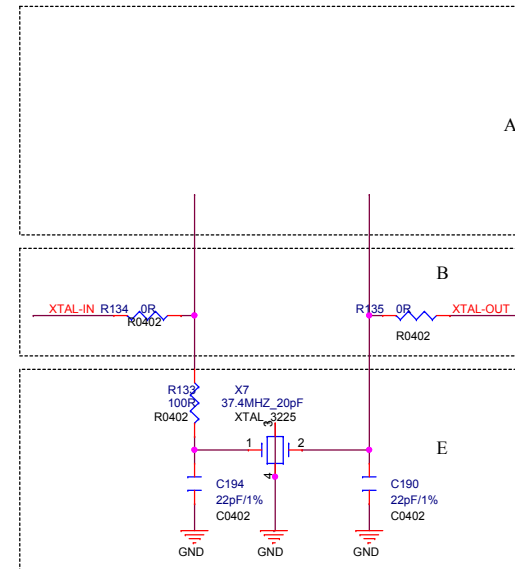 A
B
XTAL-IN R134 0R
R0402
R135 0R XTAL-OUT
R0402
R133
100R
R0402
X7
37.4MHZ_20pF
XTAL_3225
3
1
2
4
E
C194
22pF/1%
C0402
C190
22pF/1%
C0402
GND
GND
GND